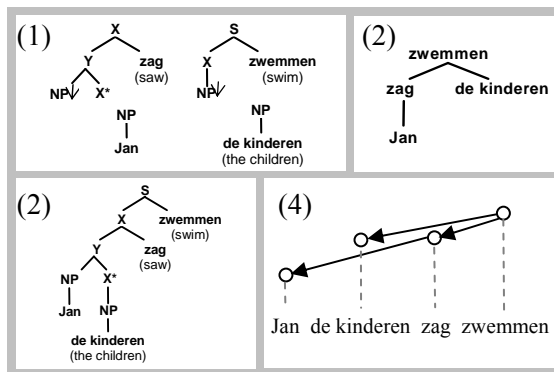 (1)
X
Y
zag
(saw)
NP
X*
NP
Jan
S
X
zwemmen
(swim)
NP
NP
de kinderen
(the children)
(2)
zwemmen
zag
de kinderen
Jan
(2)
S
X
zwemmen
(swim)
Y
zag
(saw)
NP
X*
Jan
NP
de kinderen
(the children)
(4)
Jan de kinderen zag zwemmen